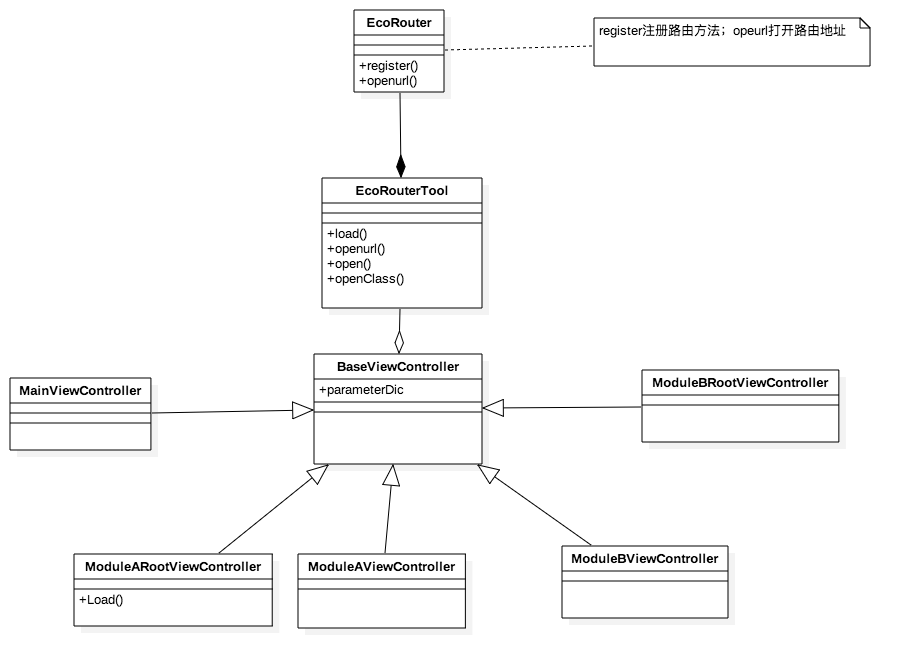 EcoRouter
+register()
+openurl()
register注册路由方法；opeurl打开路由地址
EcoRouterTool
+load()
+openurl()
+open()
+openClass()
BaseViewController
+parameterDic
MainViewController
ModuleBRootViewController
ModuleARootViewController
+Load()
ModuleAViewController
ModuleBViewController